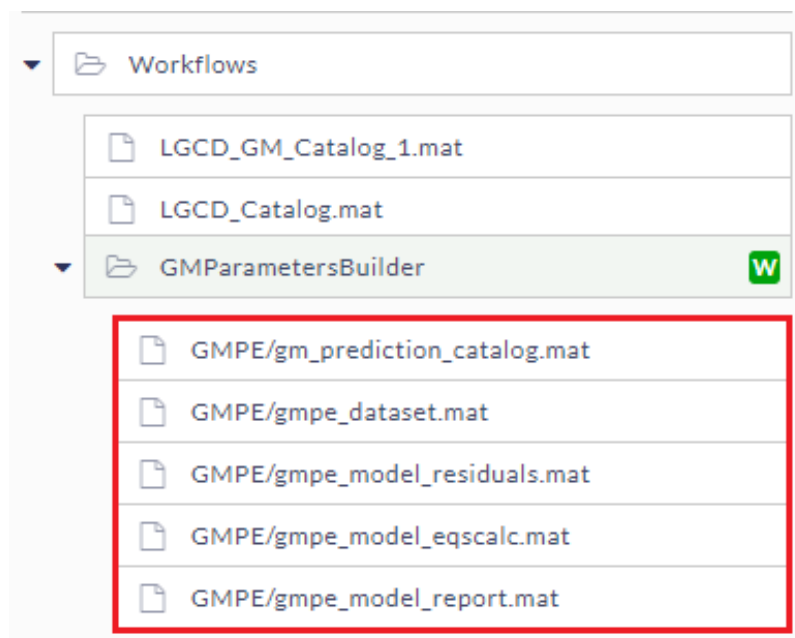 Workflows
LGCD_GM_Catalog_1.mat
LGCD_Catalog.mat
GMParametersBuilder W
GMPE/gm_prediction_catalog.mat
GMPE/gmpe_dataset.mat
GMPE/gmpe_model_residuals.mat
GMPE/gmpe_model_eqscalc.mat
GMPE/gmpe_model_report.mat